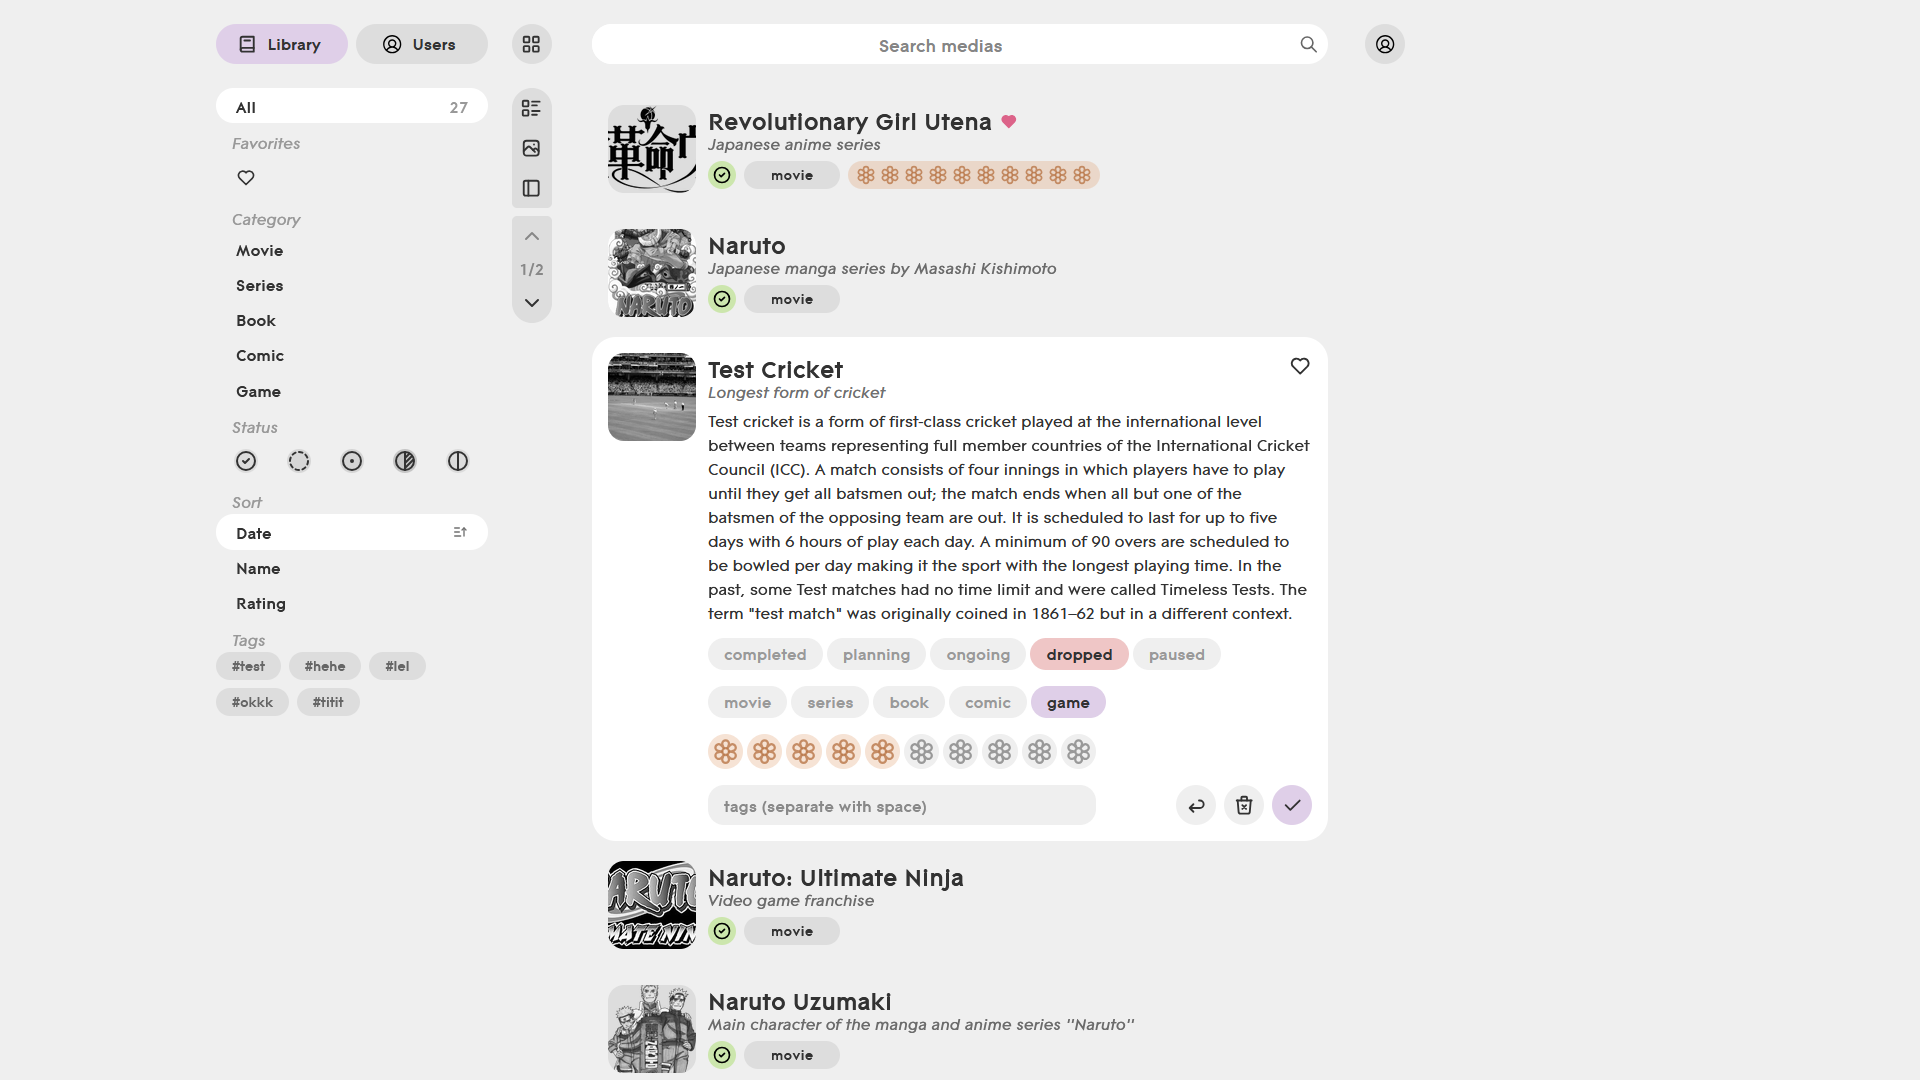 Library
Users
Search medias
All 27
Favorites
Category
Movie
Series
Book
Comic
Game
Status
Sort
Date
Name
Rating
Tags
#test #hehe #lel
#okkk #titit
1/2
革命
Revolutionary Girl Utena
Japanese anime series
movie
NARUTO
Naruto
Japanese manga series by Masashi Kishimoto
movie
Test Cricket
Longest form of cricket
Test cricket is a form of first-class cricket played at the international level
between teams representing full member countries of the International Cricket
Council (ICC). A match consists of four innings in which players have to play
until they get all batsmen out; the match ends when all but one of the
batsmen of the opposing team are out. It is scheduled to last for up to five
days with 6 hours of play each day. A minimum of 90 overs are scheduled to
be bowled per day making it the sport with the longest playing time. In the
past, some Test matches had no time limit and were called Timeless Tests. The
term "test match" was originally coined in 1861–62 but in a different context.
completed planning ongoing dropped paused
movie series book comic game
tags (separate with space)
Naruto: Ultimate Ninja
Video game franchise
movie
Naruto Uzumaki
Main character of the manga and anime series ''Naruto''
movie